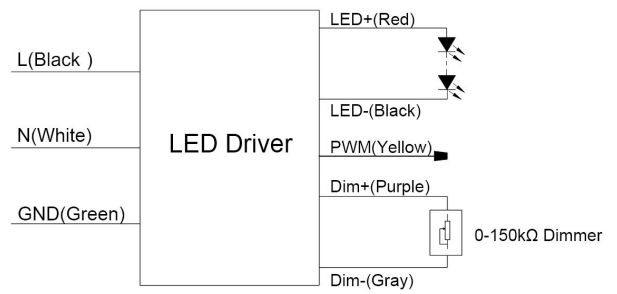 LED+(Red)
L(Black )
LED-(Black)
N(White)
LED Driver
PWM(Yellow)
Dim+(Purple)
GND(Green)
0-150kΩ Dimmer
Dim-(Gray)